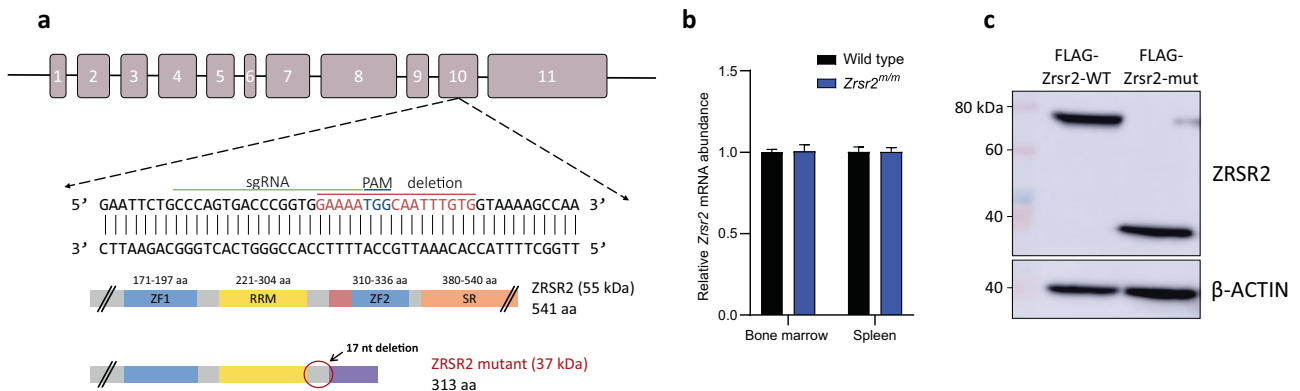 a
1 2 3 4 5 6 7 8 9 10 11
sgRNA PAM deletion
5’ GAATTCTGCCCAGTGACCCGGTGGAAAATGGCAATTTGTGGTAAAAGCCAA 3’
3’ CTTAAGACGGGTCACTGGGCCACCTTTTACCGTTAAACACCATTTTCGGTT 5’
171-197 aa 221-304 aa 310-336 aa 380-540 aa
ZF1 RRM ZF2 SR
ZRSR2 (55 kDa)
541 aa
17 nt deletion
ZRSR2 mutant (37 kDa)
313 aa
b
Wild type
Zrsr2m/m
Relative Zrsr2 mRNA abundance
1.5
1.0
0.5
0.0
Bone marrow Spleen
c
FLAG-
Zrsr2-WT
FLAG-
Zrsr2-mut
80 kDa
60
40
ZRSR2
40
β-ACTIN